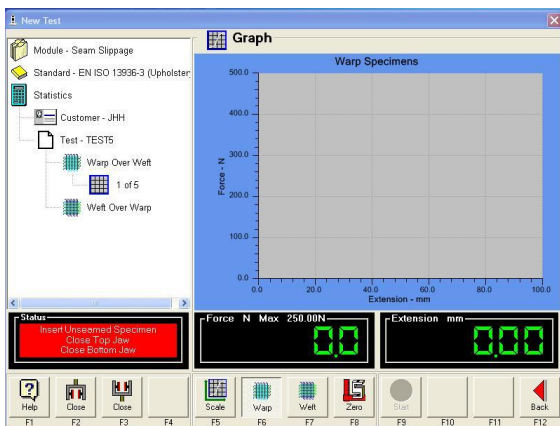 New Test
Module - Seam Slippage
Standard - EN ISO 13936-3 (Upholster
Statistics
Customer - JHH
Test - TEST5
Warp Over Weft
1 of 5
Weft Over Warp
Graph
Warp Specimens
500.0
400.0
300.0
200.0
100.0
0.0
Force - N
0.0 20.0 40.0 60.0 80.0 100.0
Extension - mm
Status
Insert Unseamed Specimen
Close Top Jaw
Close Bottom Jaw
Force N Max 250.00N
0.0
Extension mm
0.00
Help Close Close Scale Warp Weft Zero Start Back
F1 F2 F3 F4 F5 F6 F7 F8 F9 F10 F11 F12